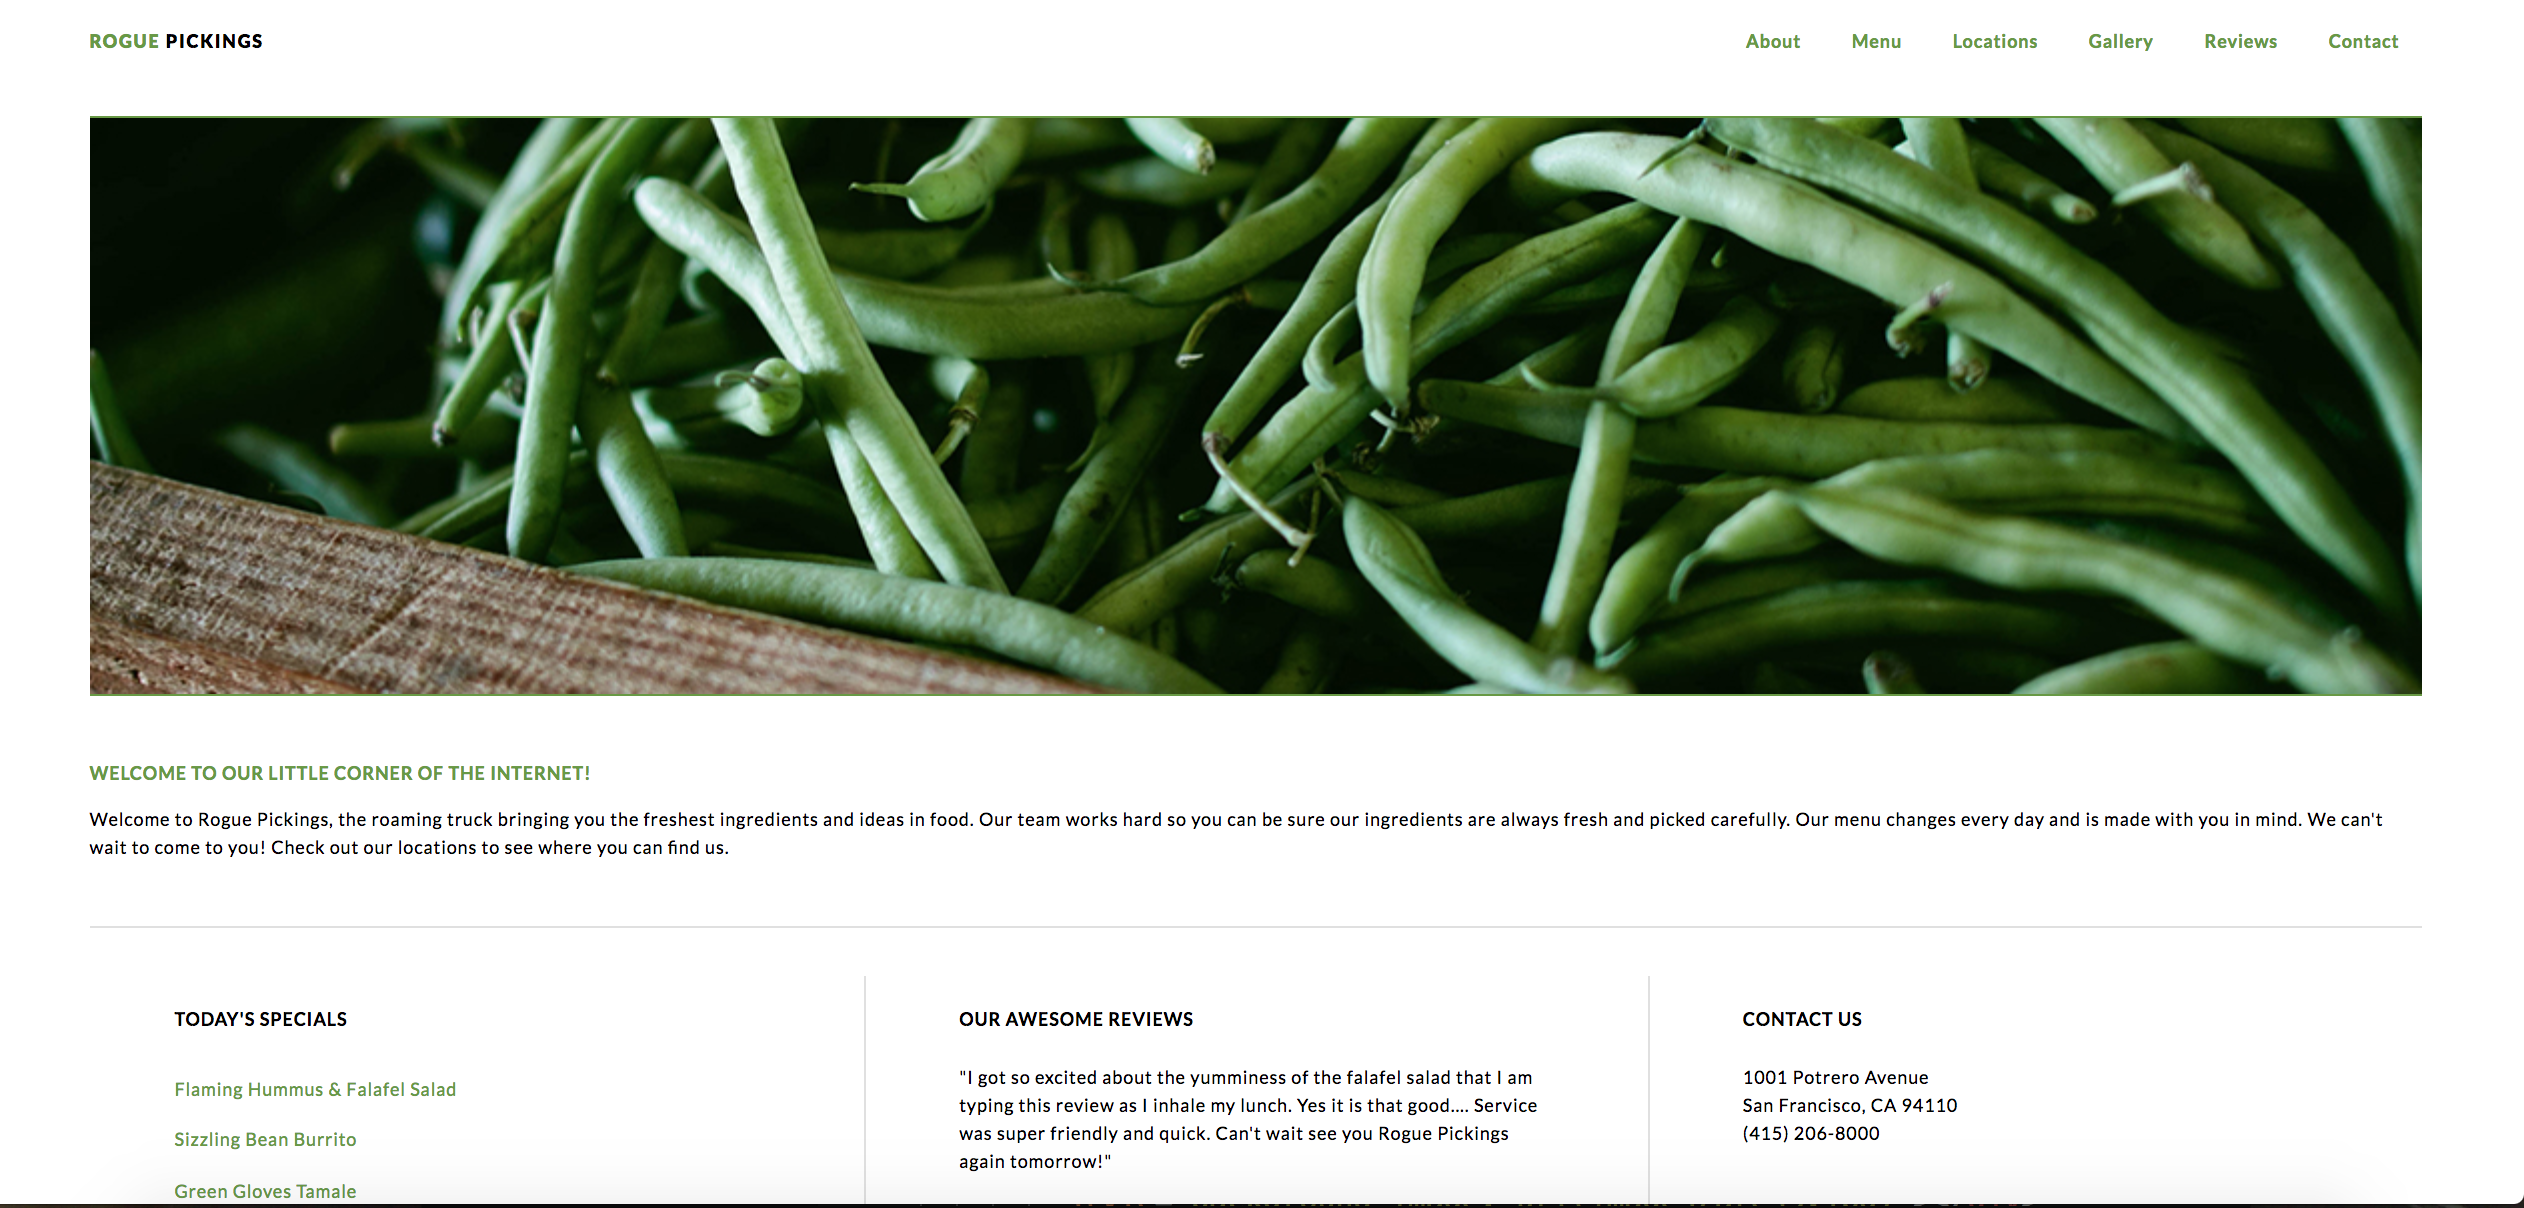 ROGUE PICKINGS
About Menu Locations Gallery Reviews Contact
WELCOME TO OUR LITTLE CORNER OF THE INTERNET!
Welcome to Rogue Pickings, the roaming truck bringing you the freshest ingredients and ideas in food. Our team works hard so you can be sure our ingredients are always fresh and picked carefully. Our menu changes every day and is made with you in mind. We can't
wait to come to you! Check out our locations to see where you can find us.
TODAY'S SPECIALS
Flaming Hummus & Falafel Salad
Sizzling Bean Burrito
Green Gloves Tamale
OUR AWESOME REVIEWS
"I got so excited about the yumminess of the falafel salad that I am
typing this review as I inhale my lunch. Yes it is that good.... Service
was super friendly and quick. Can't wait see you Rogue Pickings
again tomorrow!"
CONTACT US
1001 Potrero Avenue
San Francisco, CA 94110
(415) 206-8000